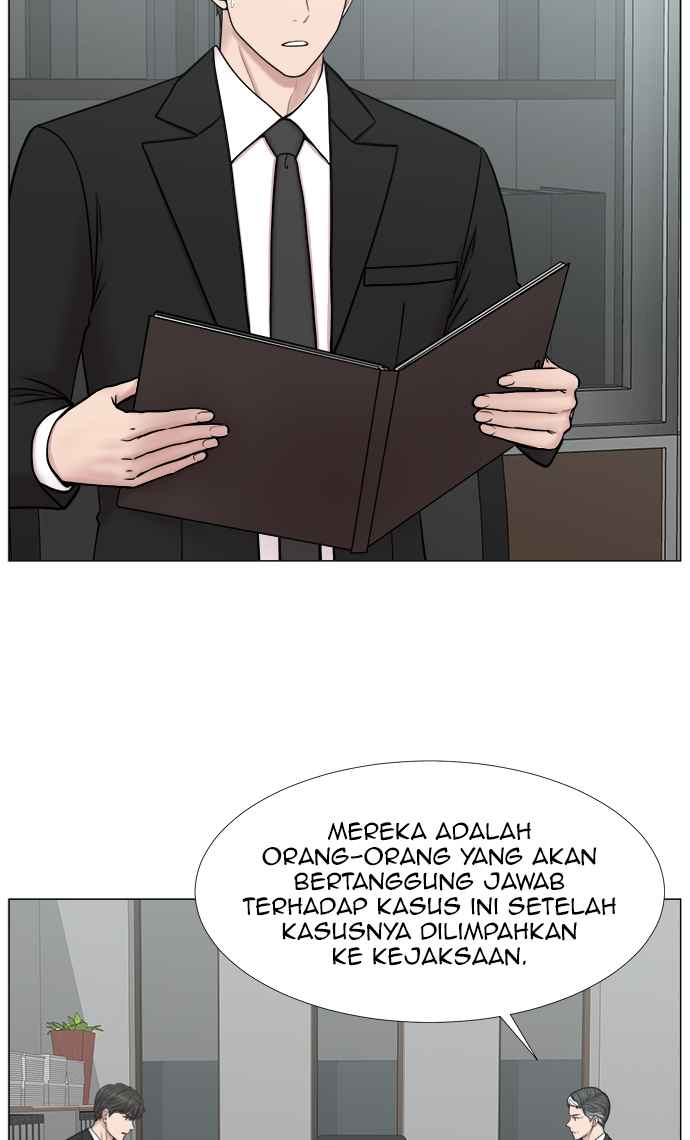 MEREKA ADALAH
ORANG-ORANG YANG AKAN
BERTANGGUNG JAWAB
TERHADAP KASUS INI SETELAH
KASUSNYA DILIMPAHKAN
KE KEJAKSAAN.